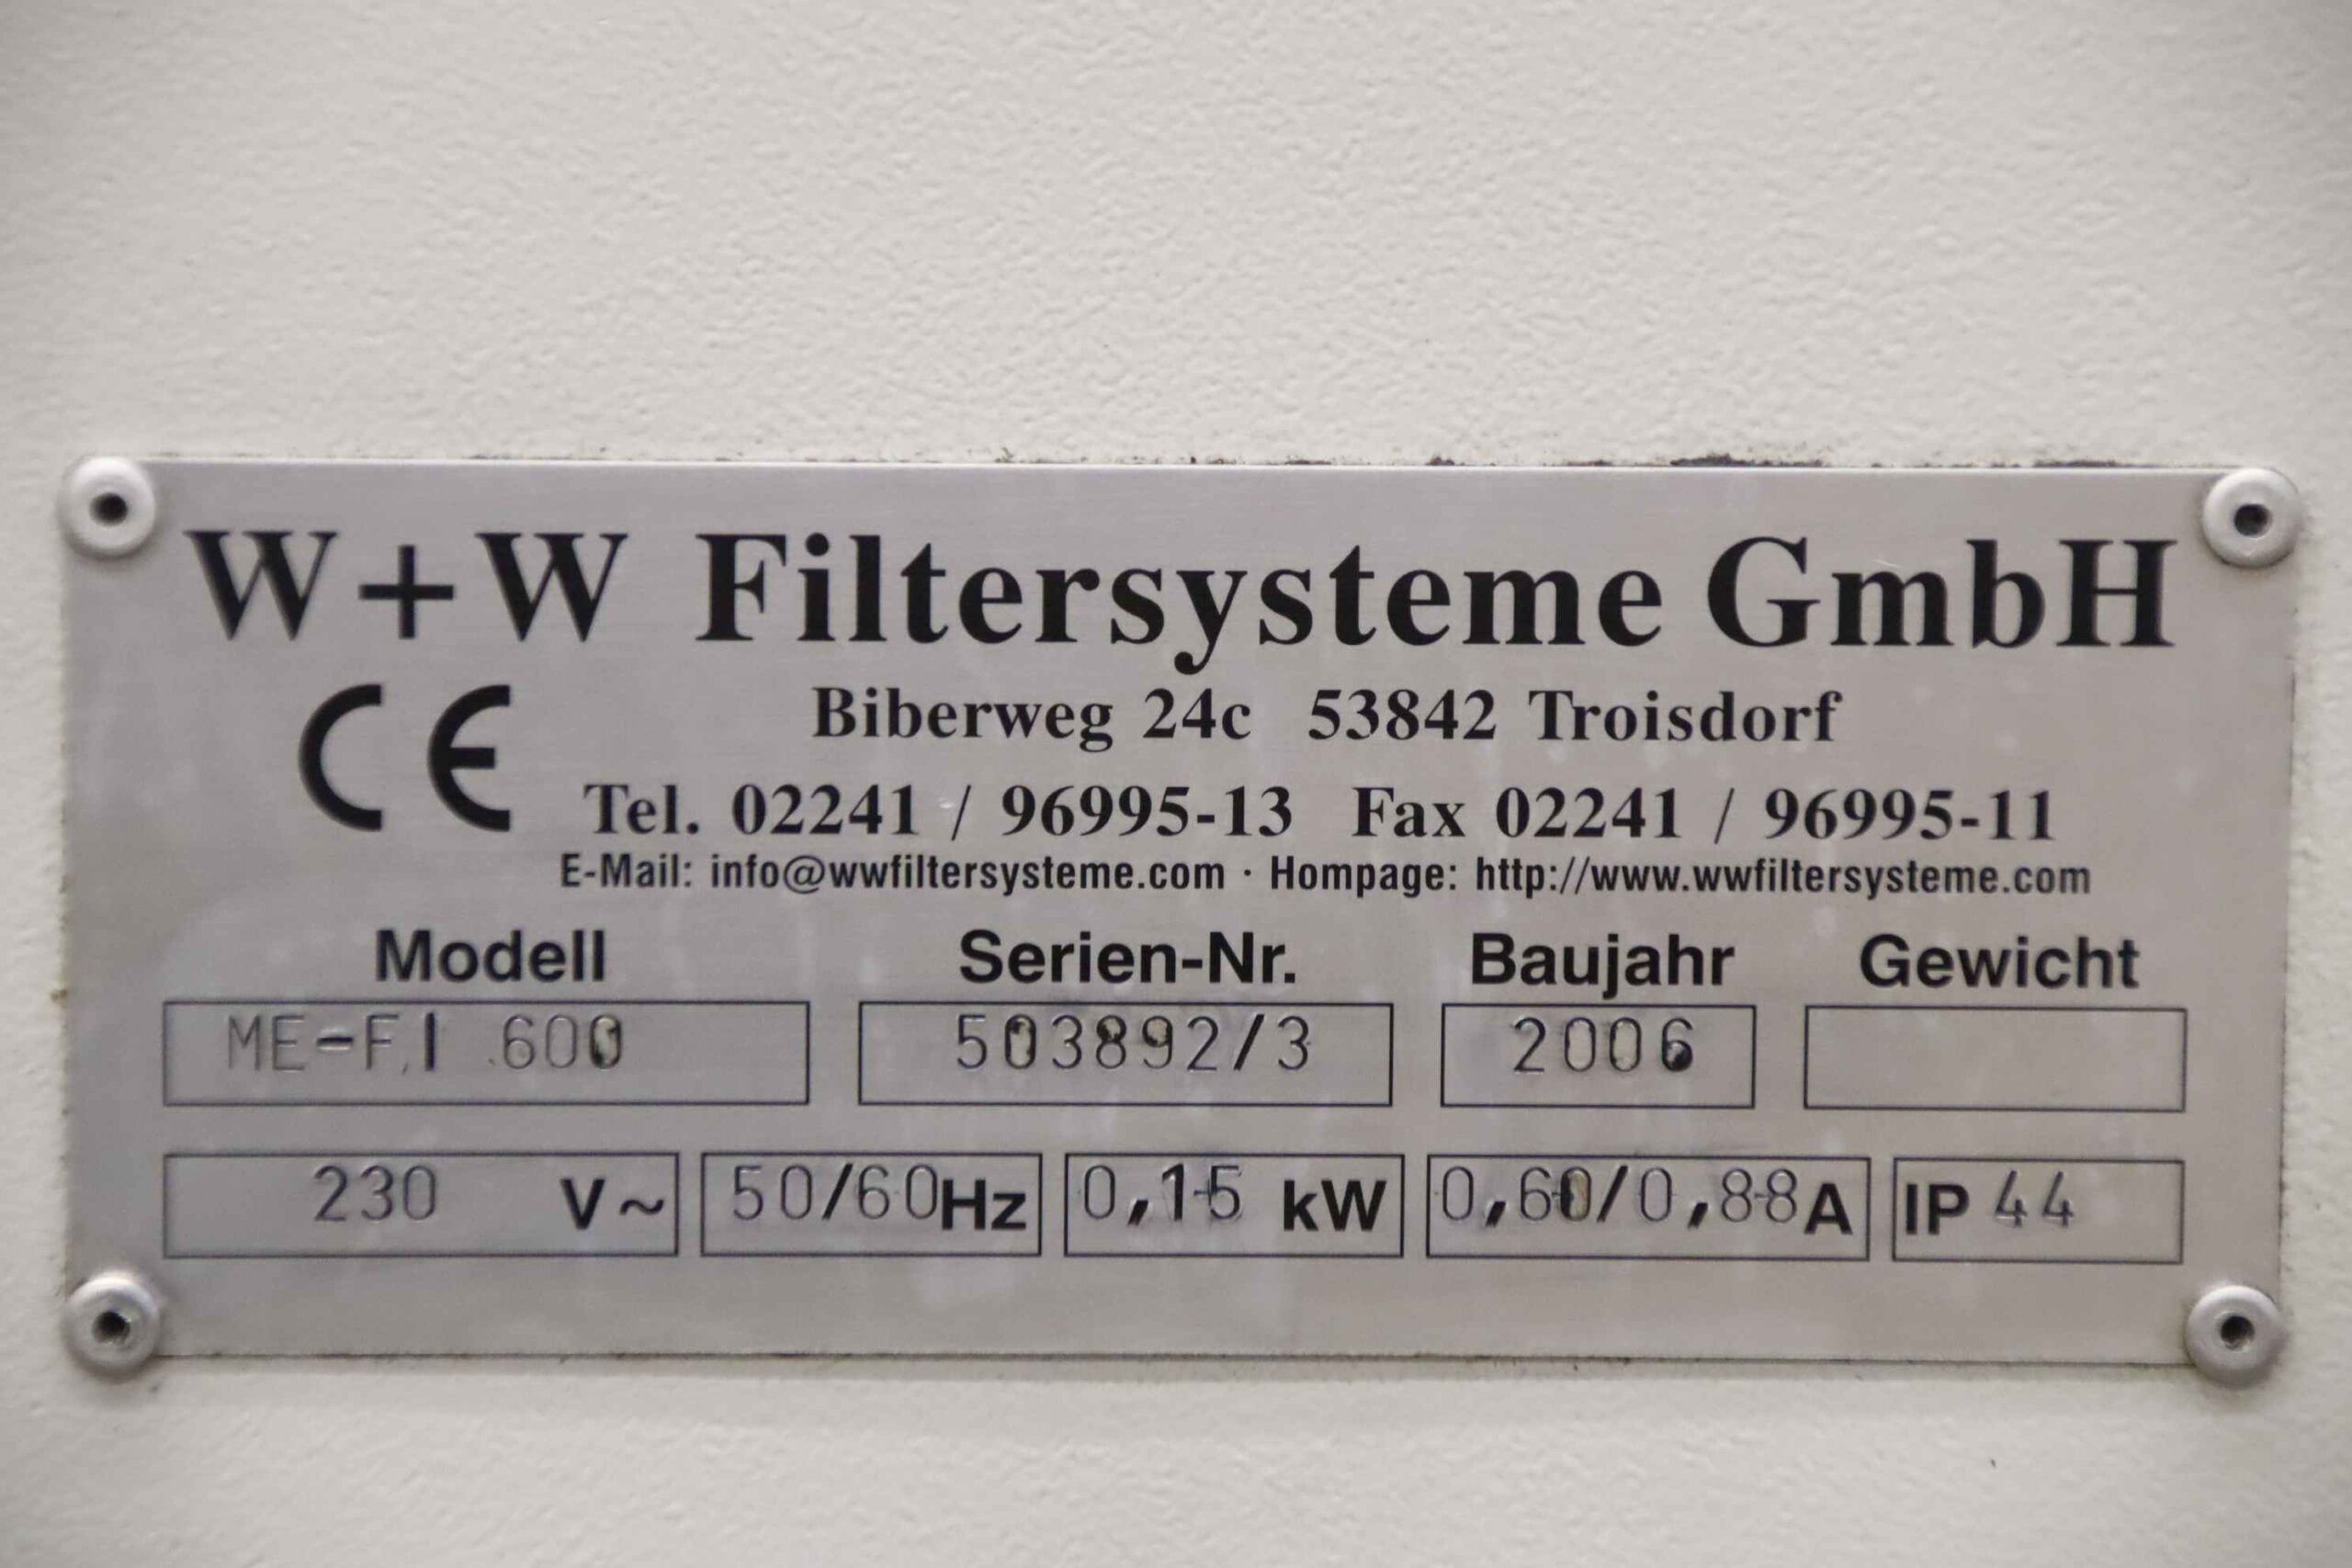 W+W Filtersysteme GmbH
CE
Biberweg 24c 53842 Troisdorf
Tel. 02241 / 96995-13 Fax 02241 / 96995-11
E-Mail: info@wwfiltersysteme.com · Hompage: http://www.wwfiltersysteme.com
Modell Serien-Nr. Baujahr Gewicht
ME-F.I 600 503892/3 2006
230 V~ 50/60Hz 0,15 kW 0,60/0,88A IP 44